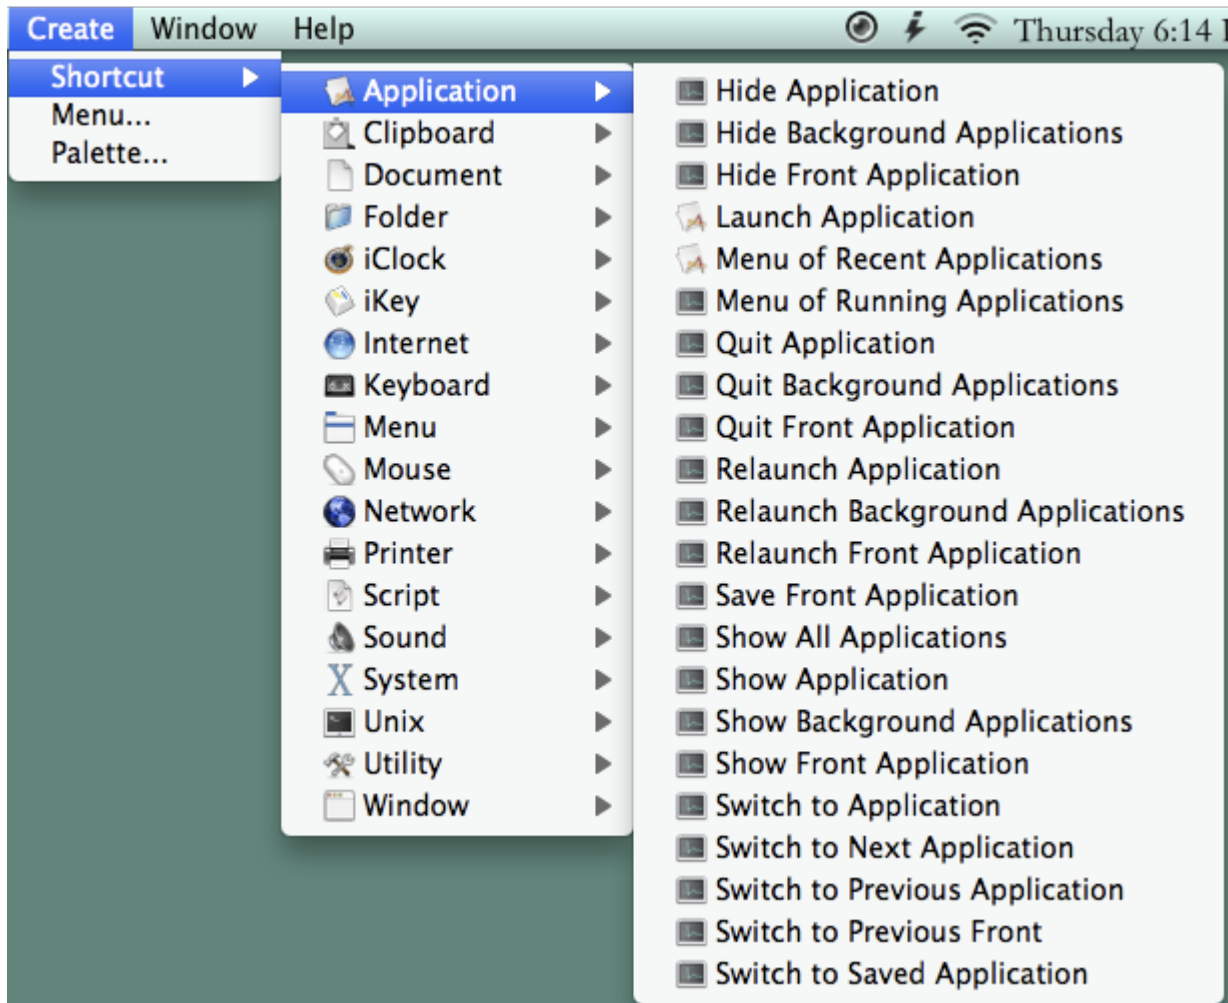 Create Window Help Thursday 6:14
Shortcut
Menu...
Palette...
Application
Clipboard
Document
Folder
iClock
iKey
Internet
Keyboard
Menu
Mouse
Network
Printer
Script
Sound
System
Unix
Utility
Window
Hide Application
Hide Background Applications
Hide Front Application
Launch Application
Menu of Recent Applications
Menu of Running Applications
Quit Application
Quit Background Applications
Quit Front Application
Relaunch Application
Relaunch Background Applications
Relaunch Front Application
Save Front Application
Show All Applications
Show Application
Show Background Applications
Show Front Application
Switch to Application
Switch to Next Application
Switch to Previous Application
Switch to Previous Front
Switch to Saved Application